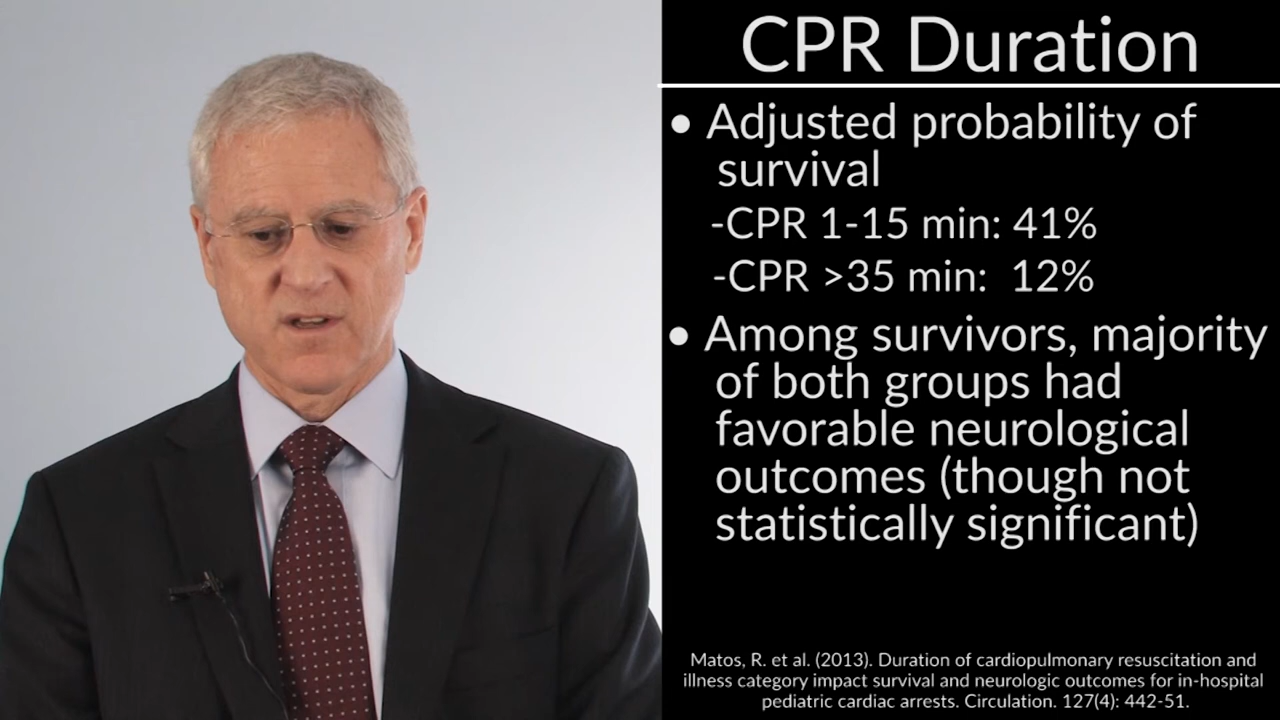 CPR Duration
• Adjusted probability of
survival
-CPR 1-15 min: 41%
-CPR >35 min: 12%
• Among survivors, majority
of both groups had
favorable neurological
outcomes (though not
statistically significant)
Matos, R. et al. (2013). Duration of cardiopulmonary resuscitation and
illness category impact survival and neurologic outcomes for in-hospital
pediatric cardiac arrests. Circulation. 127(4): 442-51.